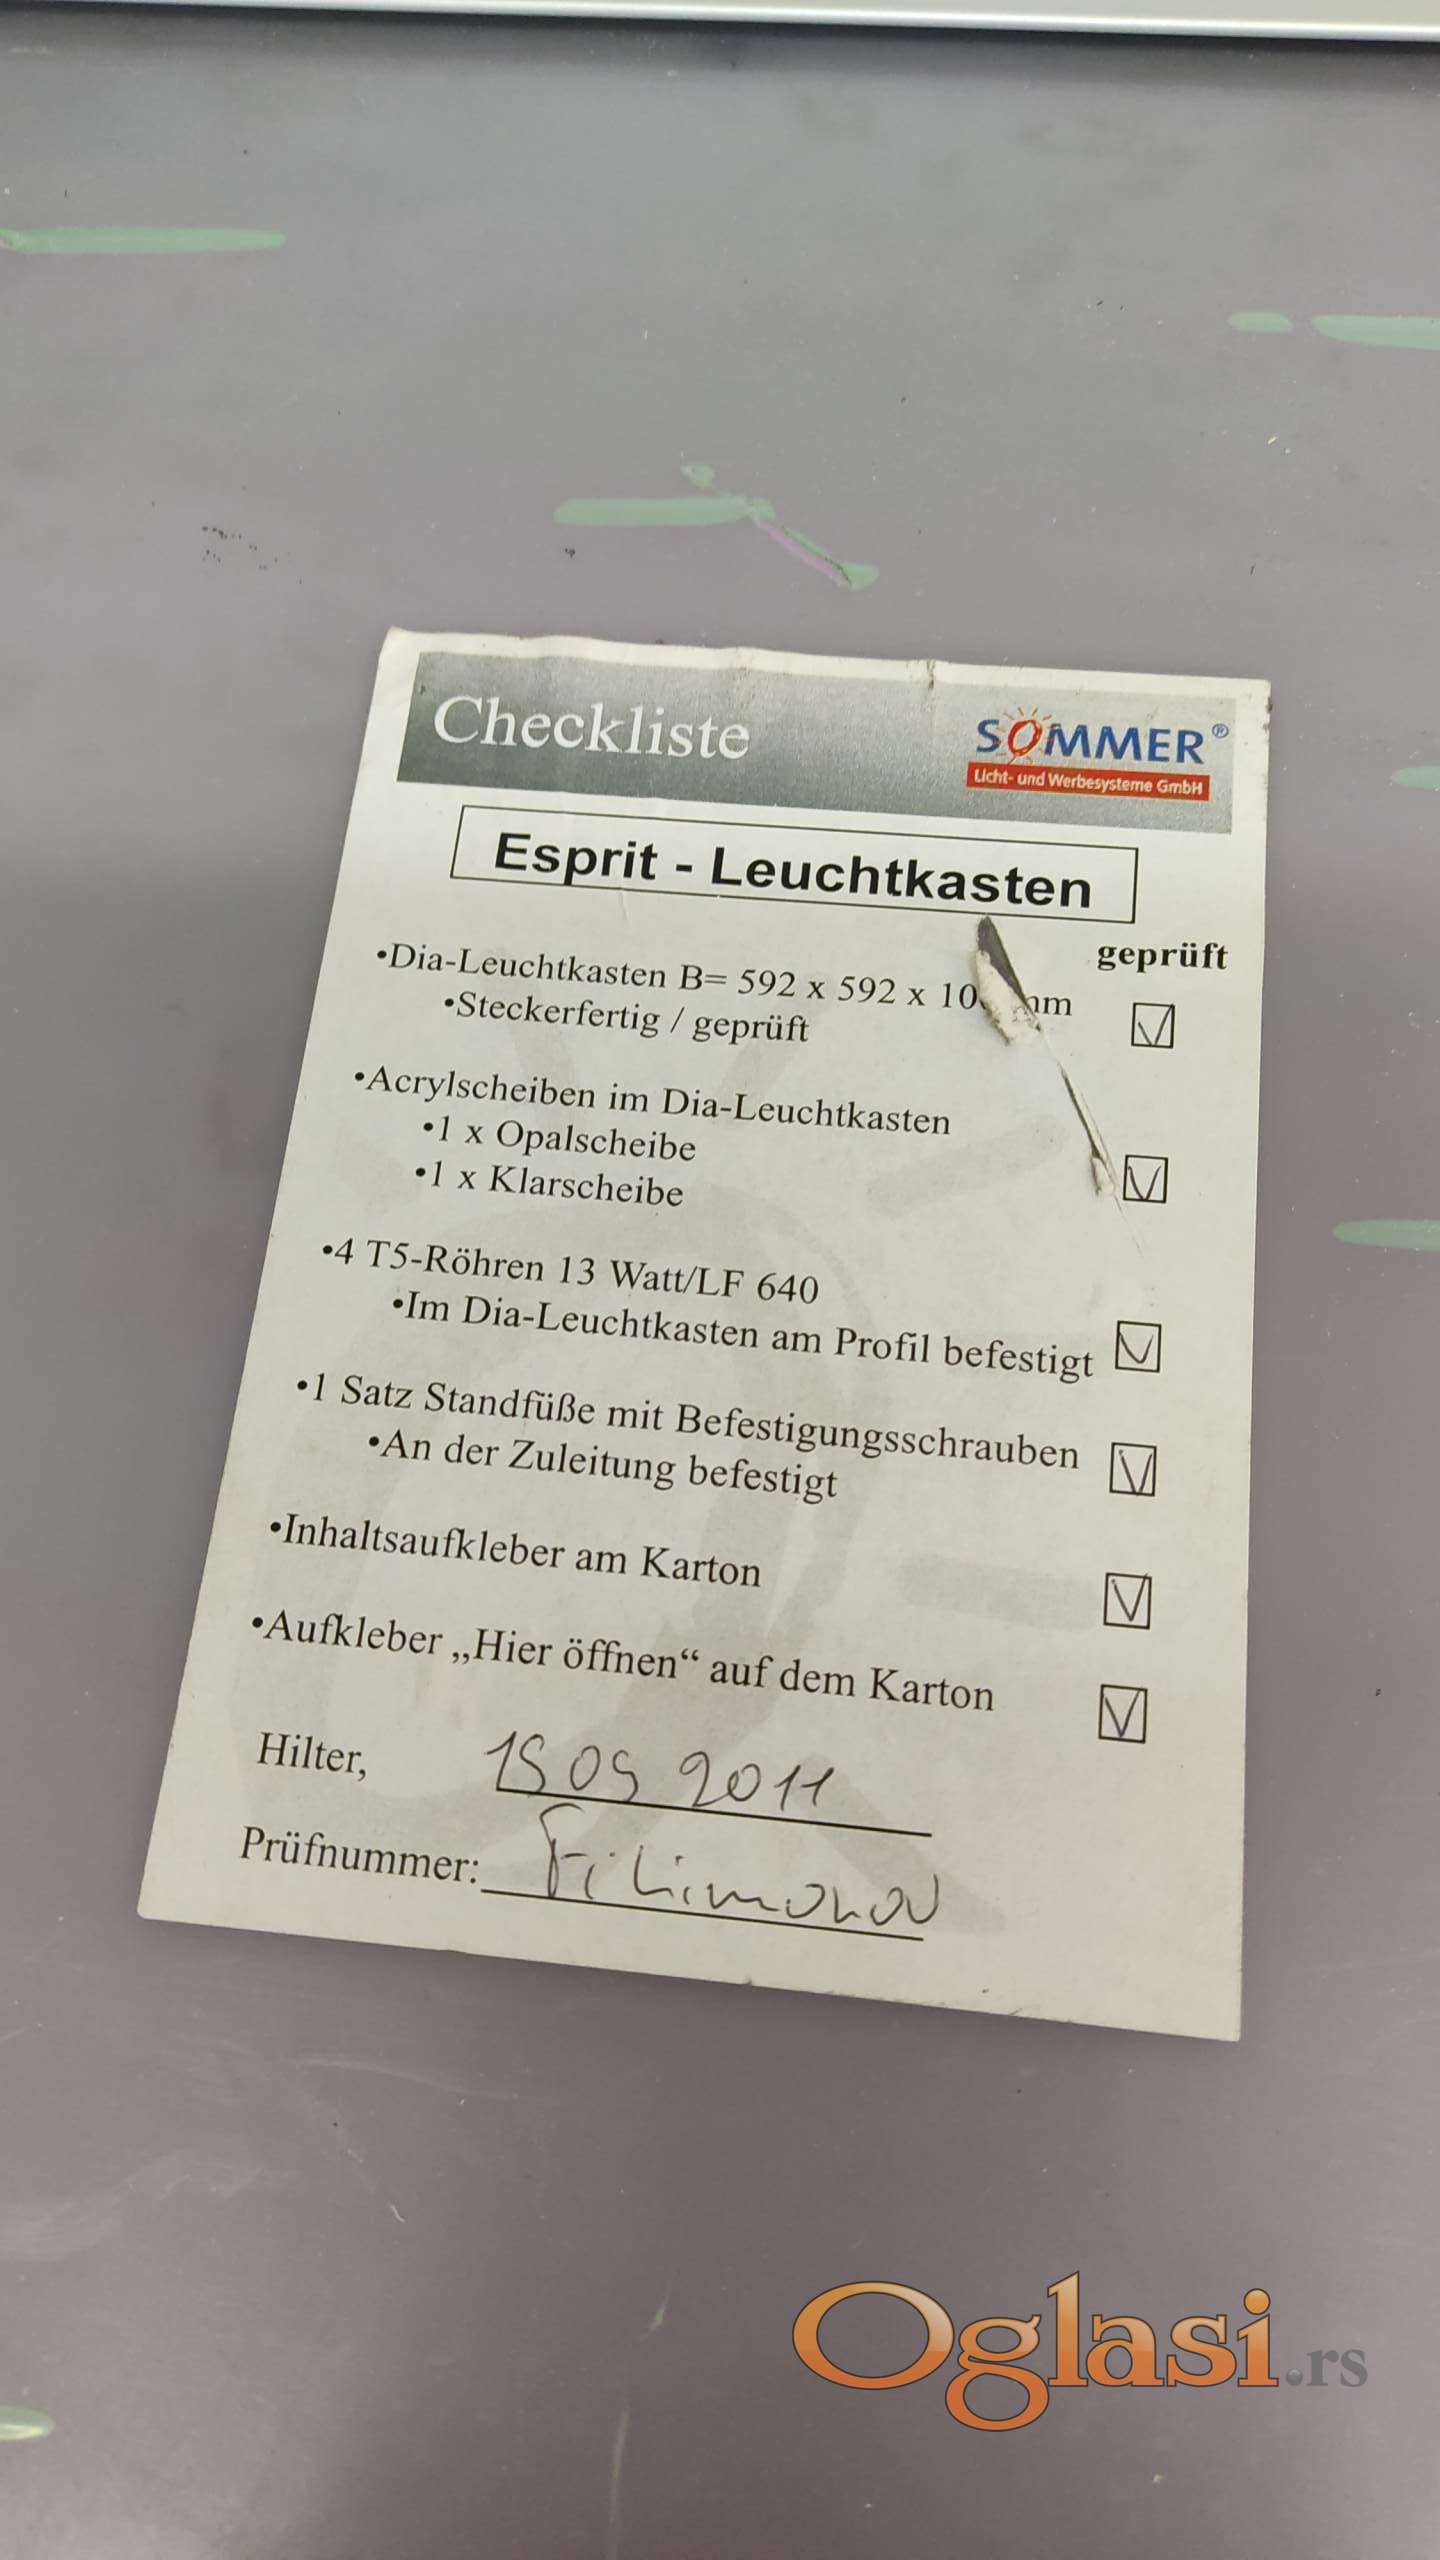 Checkliste
SOMMER®
Licht- und Werbesysteme GmbH
Esprit - Leuchtkasten
geprüft
•Dia-Leuchtkasten B= 592 x 592 x
•Steckerfertig / geprüft
•Acrylscheiben im Dia-Leuchtkasten
•1 x Opalscheibe
•1 x Klarscheibe
•4 T5-Röhren 13 Watt/LF 640
•Im Dia-Leuchtkasten am Profil befestigt
•1 Satz Standfüße mit Befestigungsschrauben
•An der Zuleitung befestigt
•Inhaltsaufkleber am Karton
•Aufkleber „Hier öffnen“ auf dem Karton
Hilter, 2011
Prüfnummer: Filimonov
Oglasi.rs